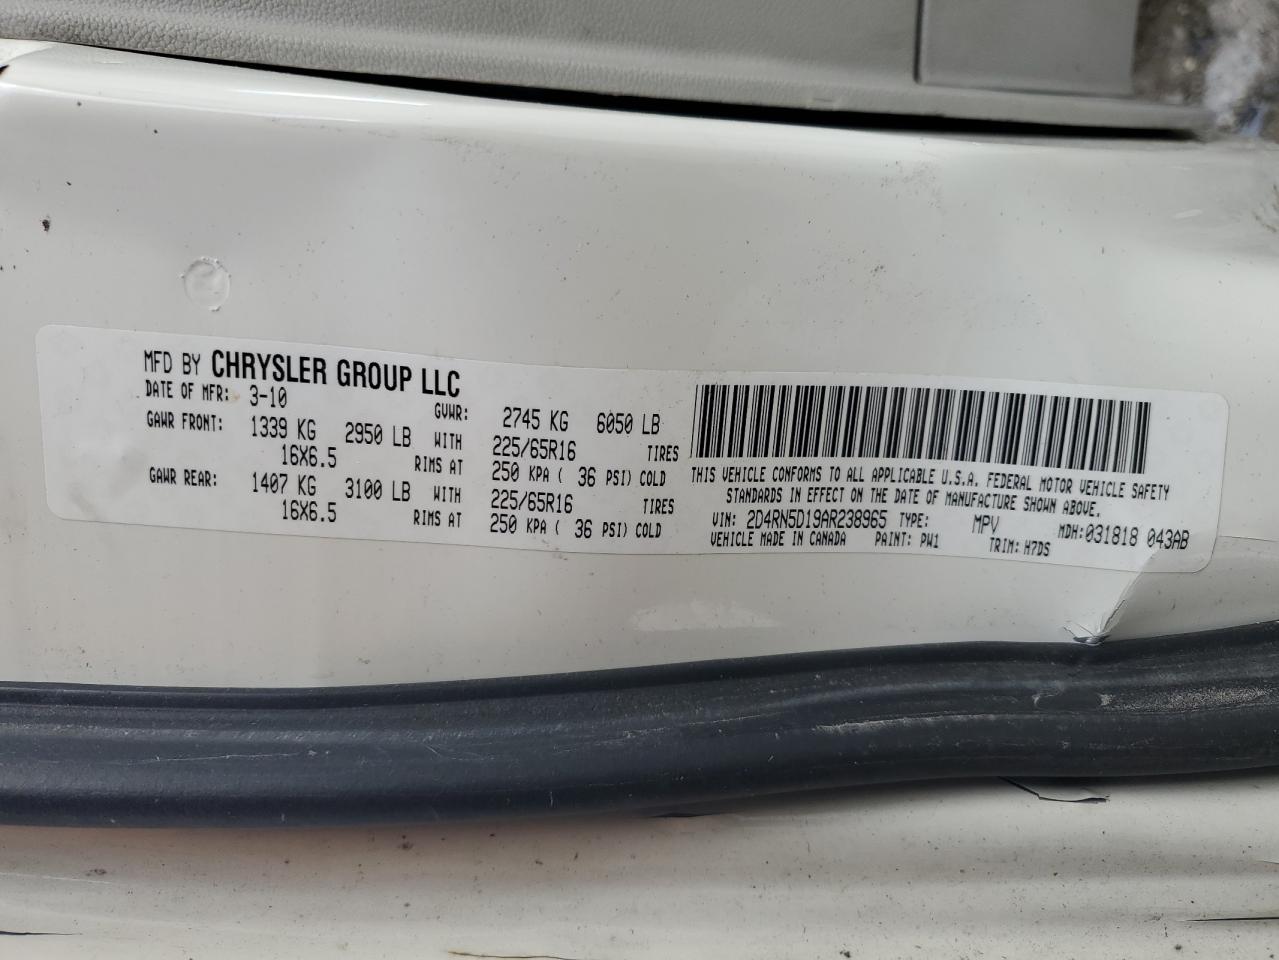 MFD BY CHRYSLER GROUP LLC
DATE OF MFR: 3-10 GVWR: 2745 KG 6050 LB
GAWR FRONT: 1339 KG 2950 LB WITH 225/65R16 TIRES
16X6.5 RIMS AT 250 KPA ( 36 PSI) COLD
GAWR REAR: 1407 KG 3100 LB WITH 225/65R16 TIRES
16X6.5 RIMS AT 250 KPA ( 36 PSI) COLD
THIS VEHICLE CONFORMS TO ALL APPLICABLE U.S.A. FEDERAL MOTOR VEHICLE SAFETY
STANDARDS IN EFFECT ON THE DATE OF MANUFACTURE SHOWN ABOVE.
VIN: 2D4RN5D19AR238965 TYPE: MPV MDH:031818 043AB
VEHICLE MADE IN CANADA PAINT: PW1 TRIM: H7DS